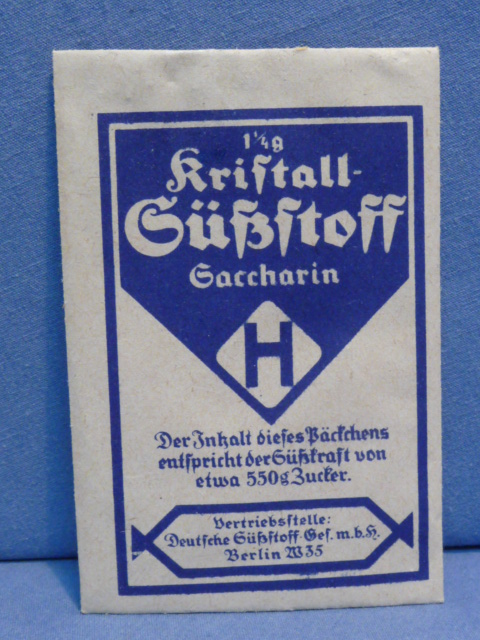 1¼g
Kristall-
Süßstoff
Saccharin
H
Der Inhalt dieses Päckchens
entspricht der Süßkraft von
etwa 550g Zucker.
Vertriebsstelle:
Deutsche Süßstoff-Ges. m. b. H.
Berlin W35